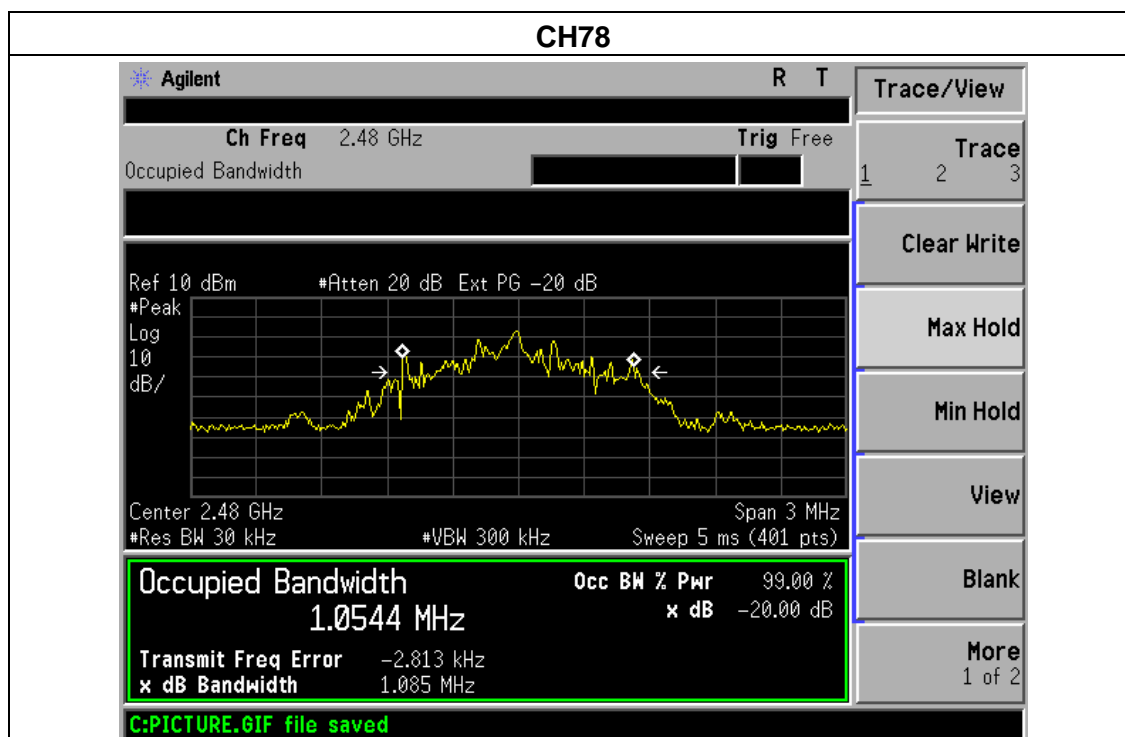 CH78
Agilent R T
Trace/View
Ch Freq 2.48 GHz Trig Free
Occupied Bandwidth
Trace
1 2 3
Clear Write
Ref 10 dBm #Atten 20 dB Ext PG -20 dB
#Peak
Log
10
dB/
Max Hold
Min Hold
View
Center 2.48 GHz Span 3 MHz
#Res BW 30 kHz #VBW 300 kHz Sweep 5 ms (401 pts)
Occupied Bandwidth Occ BW % Pwr 99.00 %
1.0544 MHz x dB -20.00 dB
Blank
Transmit Freq Error -2.813 kHz
x dB Bandwidth 1.085 MHz
More
1 of 2
C:PICTURE.GIF file saved